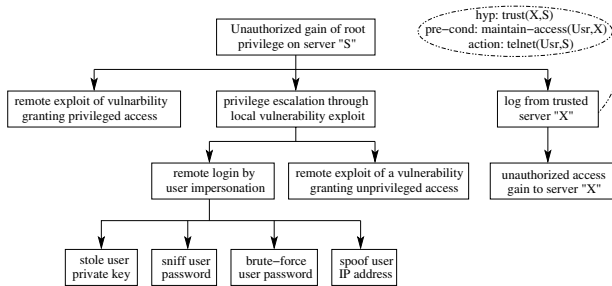 Unauthorized gain of root
privilege on server "S"
hyp: trust(X,S)
pre−cond: maintain−access(Usr,X)
action: telnet(Usr,S)
remote exploit of vulnarbility
granting privileged access
privilege escalation through
local vulnerability exploit
log from trusted
server "X"
remote login by
user impersonation
remote exploit of a vulnerability
granting unprivileged access
unauthorized access
gain to server "X"
stole user
private key
sniff user
password
brute−force
user password
spoof user
IP address